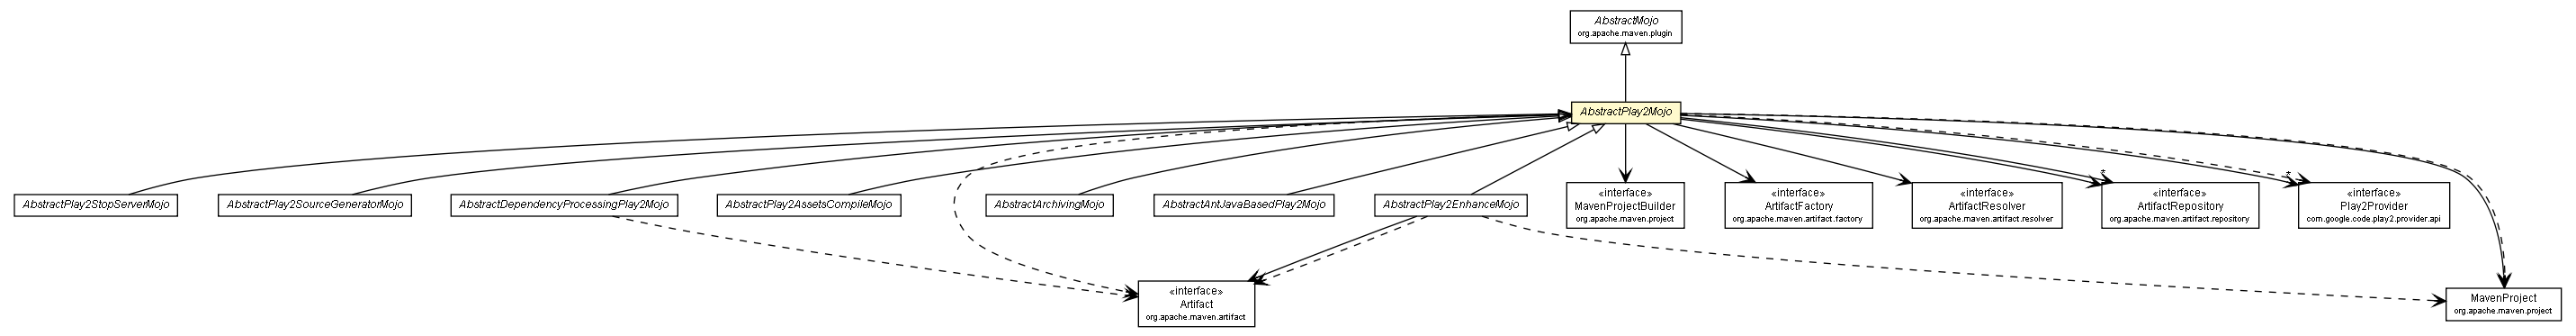 AbstractMojo
org.apache.maven.plugin
AbstractPlay2Mojo
AbstractPlay2StopServerMojo
AbstractPlay2SourceGeneratorMojo
AbstractDependencyProcessingPlay2Mojo
AbstractPlay2AssetsCompileMojo
AbstractArchivingMojo
AbstractAntJavaBasedPlay2Mojo
AbstractPlay2EnhanceMojo
«interface»
MavenProjectBuilder
org.apache.maven.project
«interface»
ArtifactFactory
org.apache.maven.artifact.factory
«interface»
ArtifactResolver
org.apache.maven.artifact.resolver
*
«interface»
ArtifactRepository
org.apache.maven.artifact.repository
*
«interface»
Play2Provider
com.google.code.play2.provider.api
«interface»
Artifact
org.apache.maven.artifact
MavenProject
org.apache.maven.project